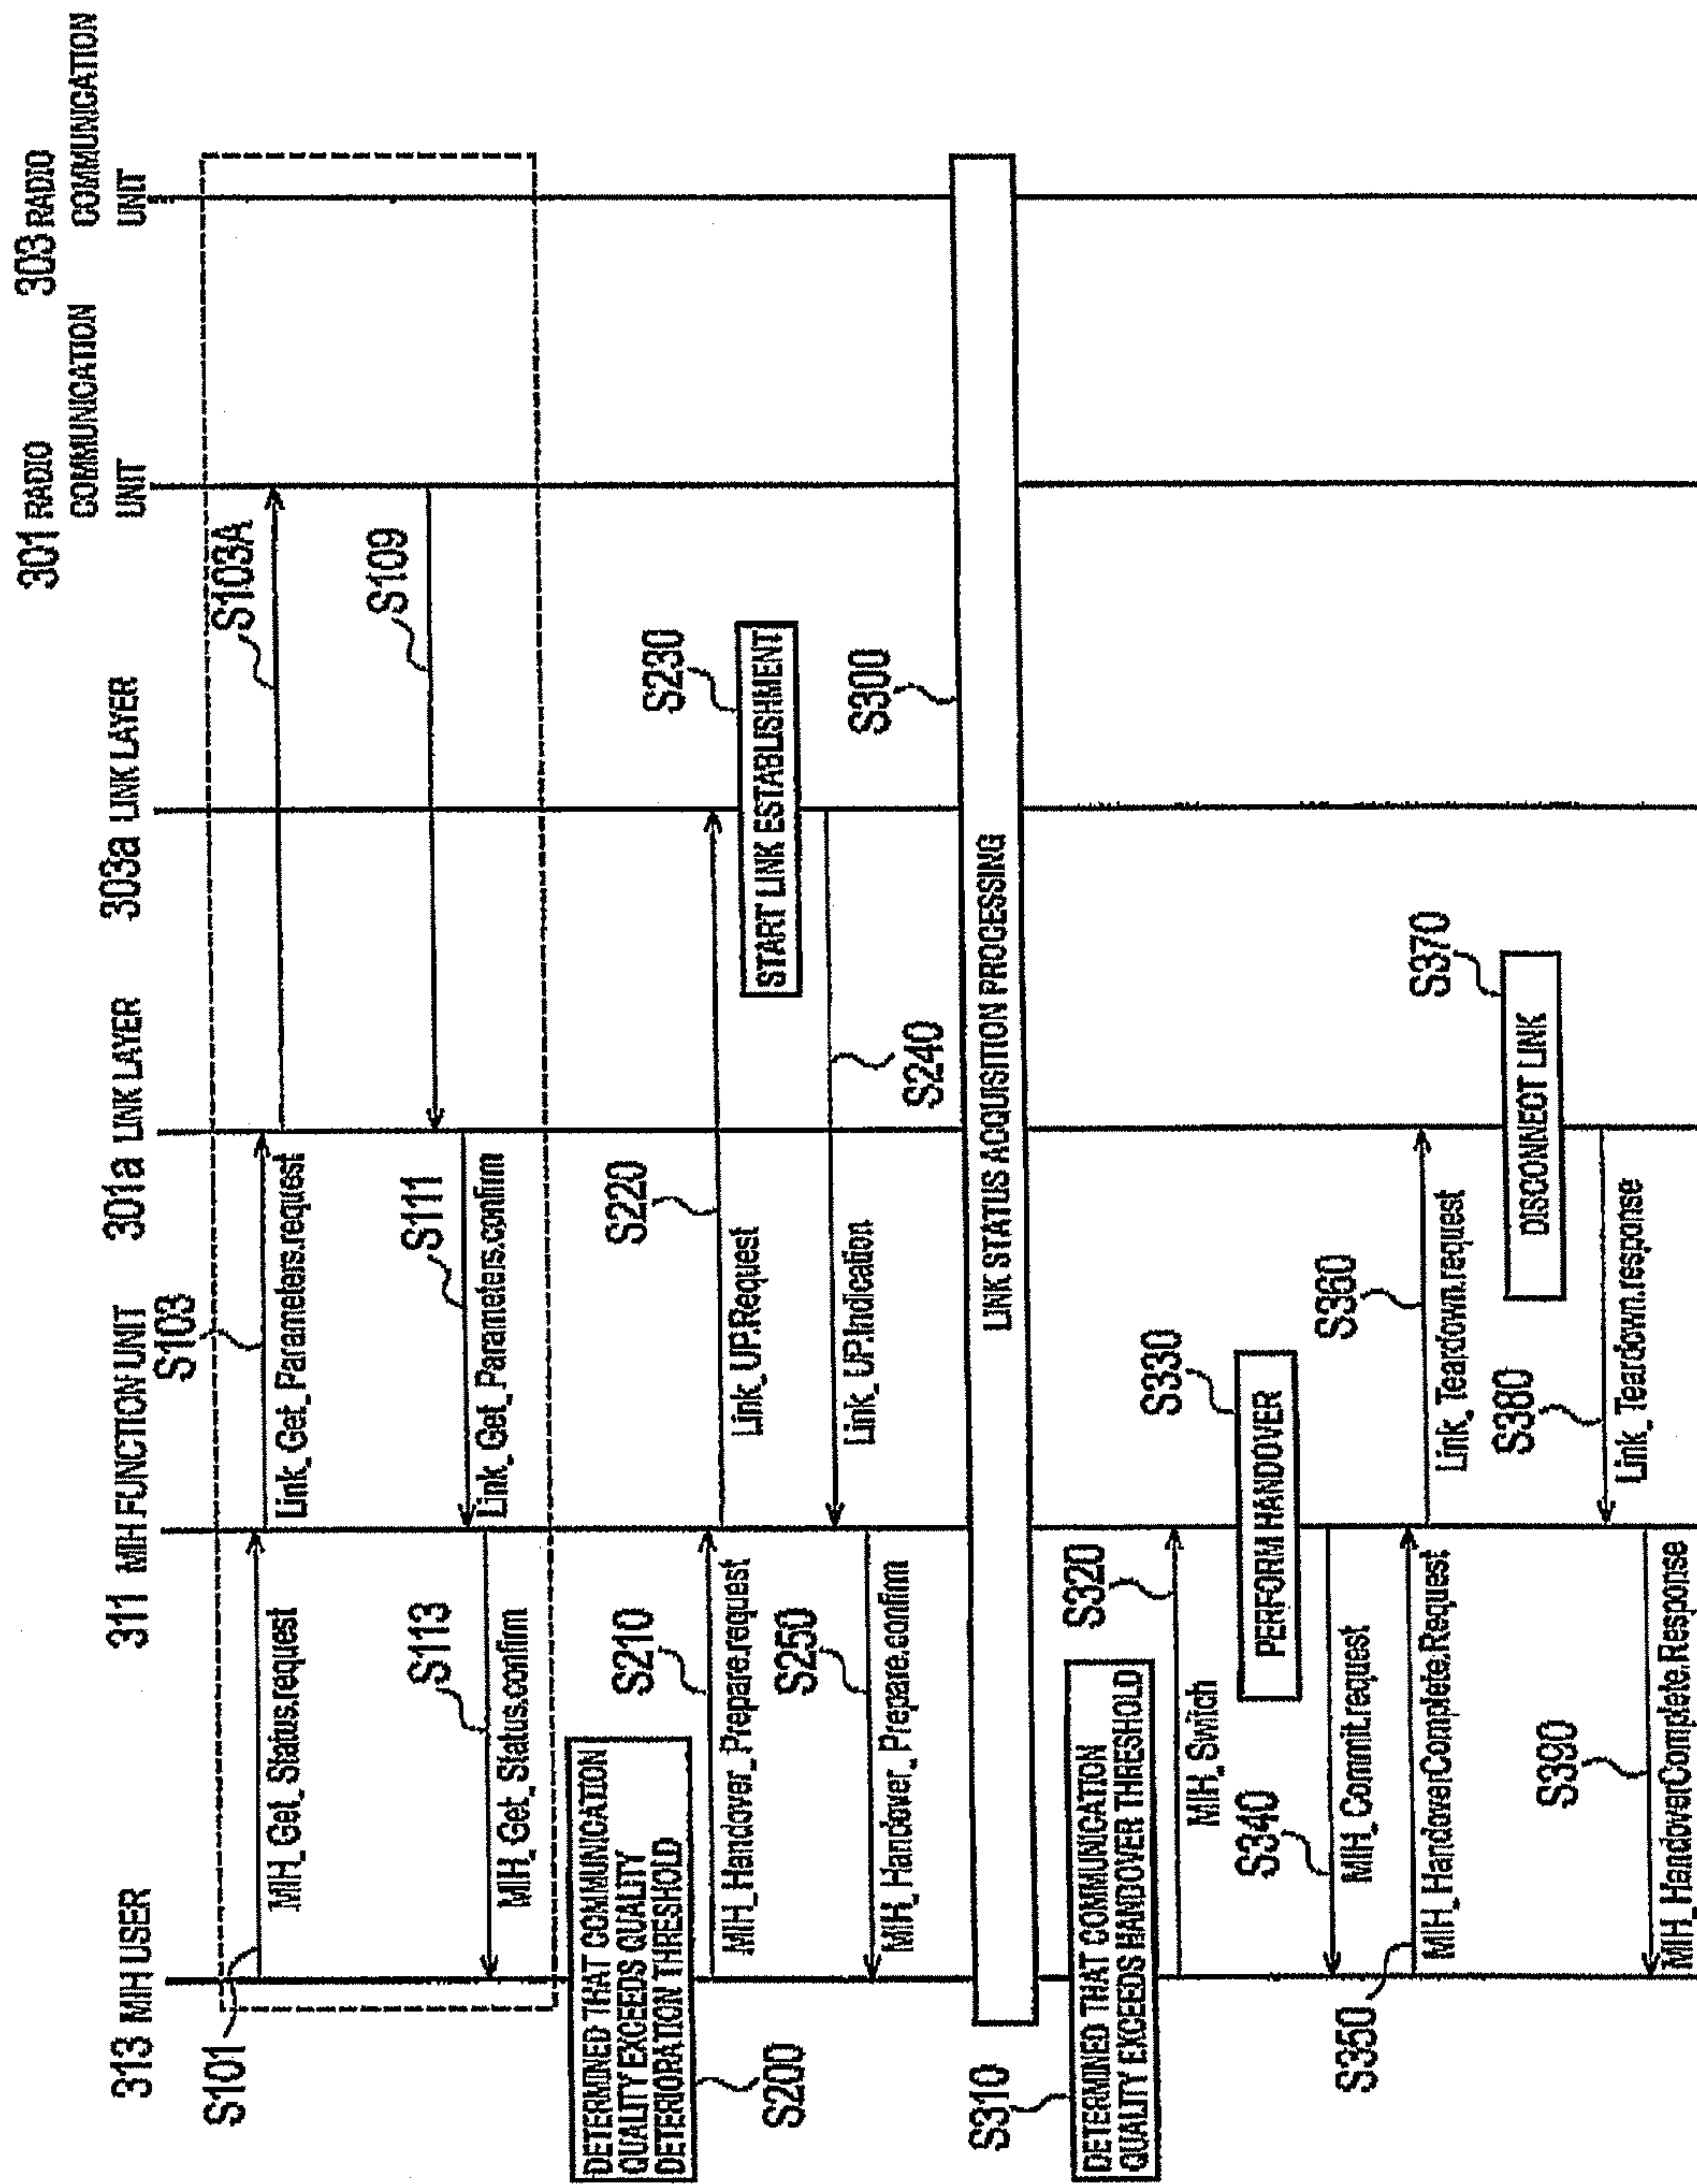 313 MIH USER
311 MIH FUNCTION UNIT
301a LINK LAYER
303a LINK LAYER
301 RADIO
COMMUNICATION
UNIT
303 RADIO
COMMUNICATION
UNIT
S101
MIH_Get_Status.request
S103
Link_Get_Parameters.request
S103A
S109
S111
Link_Get_Parameters.confirm
S113
MIH_Get_Status.confirm
DETERMINED THAT COMMUNICATION
QUALITY EXCEEDS QUALITY
DETERIORATION THRESHOLD
S200
S210
MIH_Handover_Prepare.request
S220
Link_UP.Request
S230
START LINK ESTABLISHMENT
S240
Link_UP.Indication
S250
MIH_Handover_Prepare.confirm
S300
LINK STATUS ACQUISITION PROCESSING
S310
DETERMINED THAT COMMUNICATION
QUALITY EXCEEDS HANDOVER THRESHOLD
S320
MIH_Switch
S330
PERFORM HANDOVER
S340
MIH_Commit.request
S350
MIH_HandoverComplete.Request
S360
Link_Teardown.request
S370
DISCONNECT LINK
S380
Link_Teardown.response
S390
MIH_HandoverComplete.Response